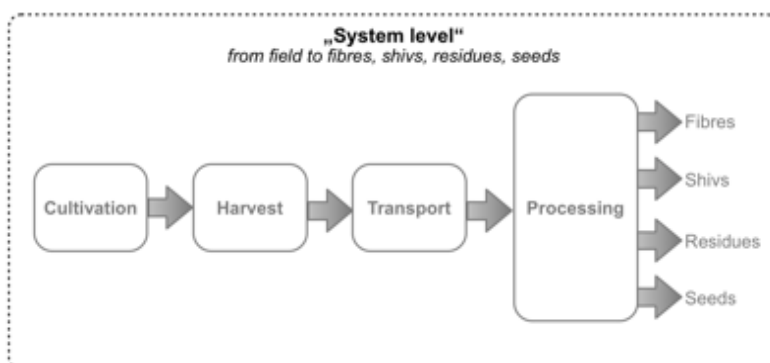 „System level“
from field to fibres, shivs, residues, seeds
Cultivation
Harvest
Transport
Processing
Fibres
Shivs
Residues
Seeds